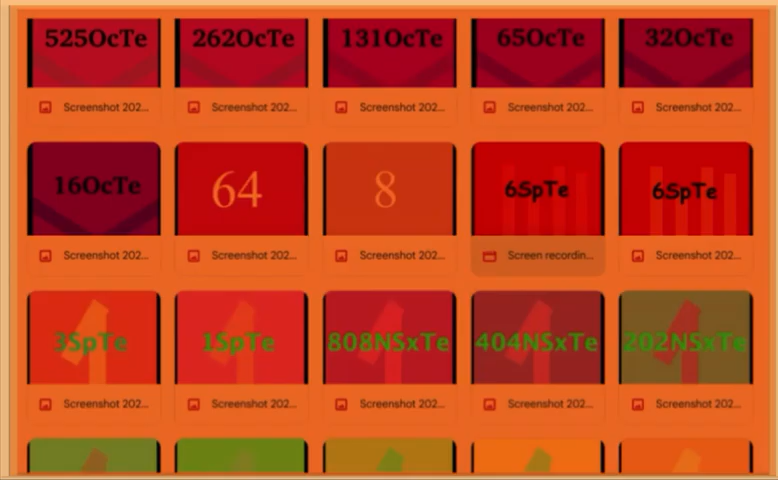 525OcTe 262OcTe 131OcTe 65OcTe 32OcTe
Screenshot 202... Screenshot 202... Screenshot 202... Screenshot 202... Screenshot 202...
16OcTe 64 8 6SpTe 6SpTe
Screenshot 202... Screenshot 202... Screenshot 202... Screen recordin... Screenshot 202...
3SpTe 1SpTe 808NSxTe 404NSxTe 202NSxTe
Screenshot 202... Screenshot 202... Screenshot 202... Screenshot 202... Screenshot 202...